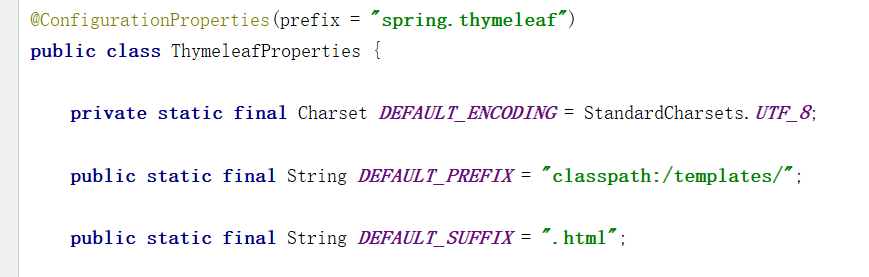 @ConfigurationProperties(prefix = "spring.thymeleaf")
public class ThymeleafProperties {
private static final Charset DEFAULT_ENCODING = StandardCharsets.UTF_8;
public static final String DEFAULT_PREFIX = "classpath:/templates/";
public static final String DEFAULT_SUFFIX = ".html";